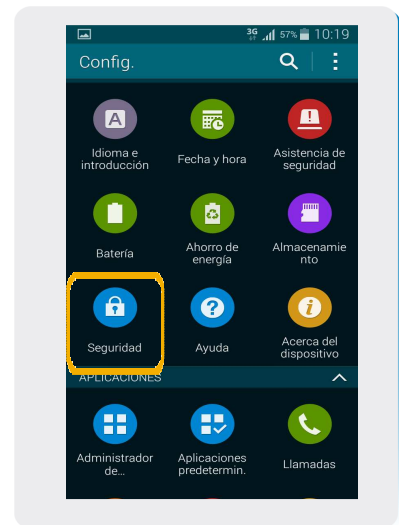 3G 57% 10:19
Config.
A
Idioma e
introducción
Fecha y hora
Asistencia de
seguridad
Batería
Ahorro de
energía
Almacenamie
nto
Seguridad
?
Ayuda
i
Acerca del
dispositivo
APLICACIONES
Administrador
de...
Aplicaciones
predetermin.
Llamadas